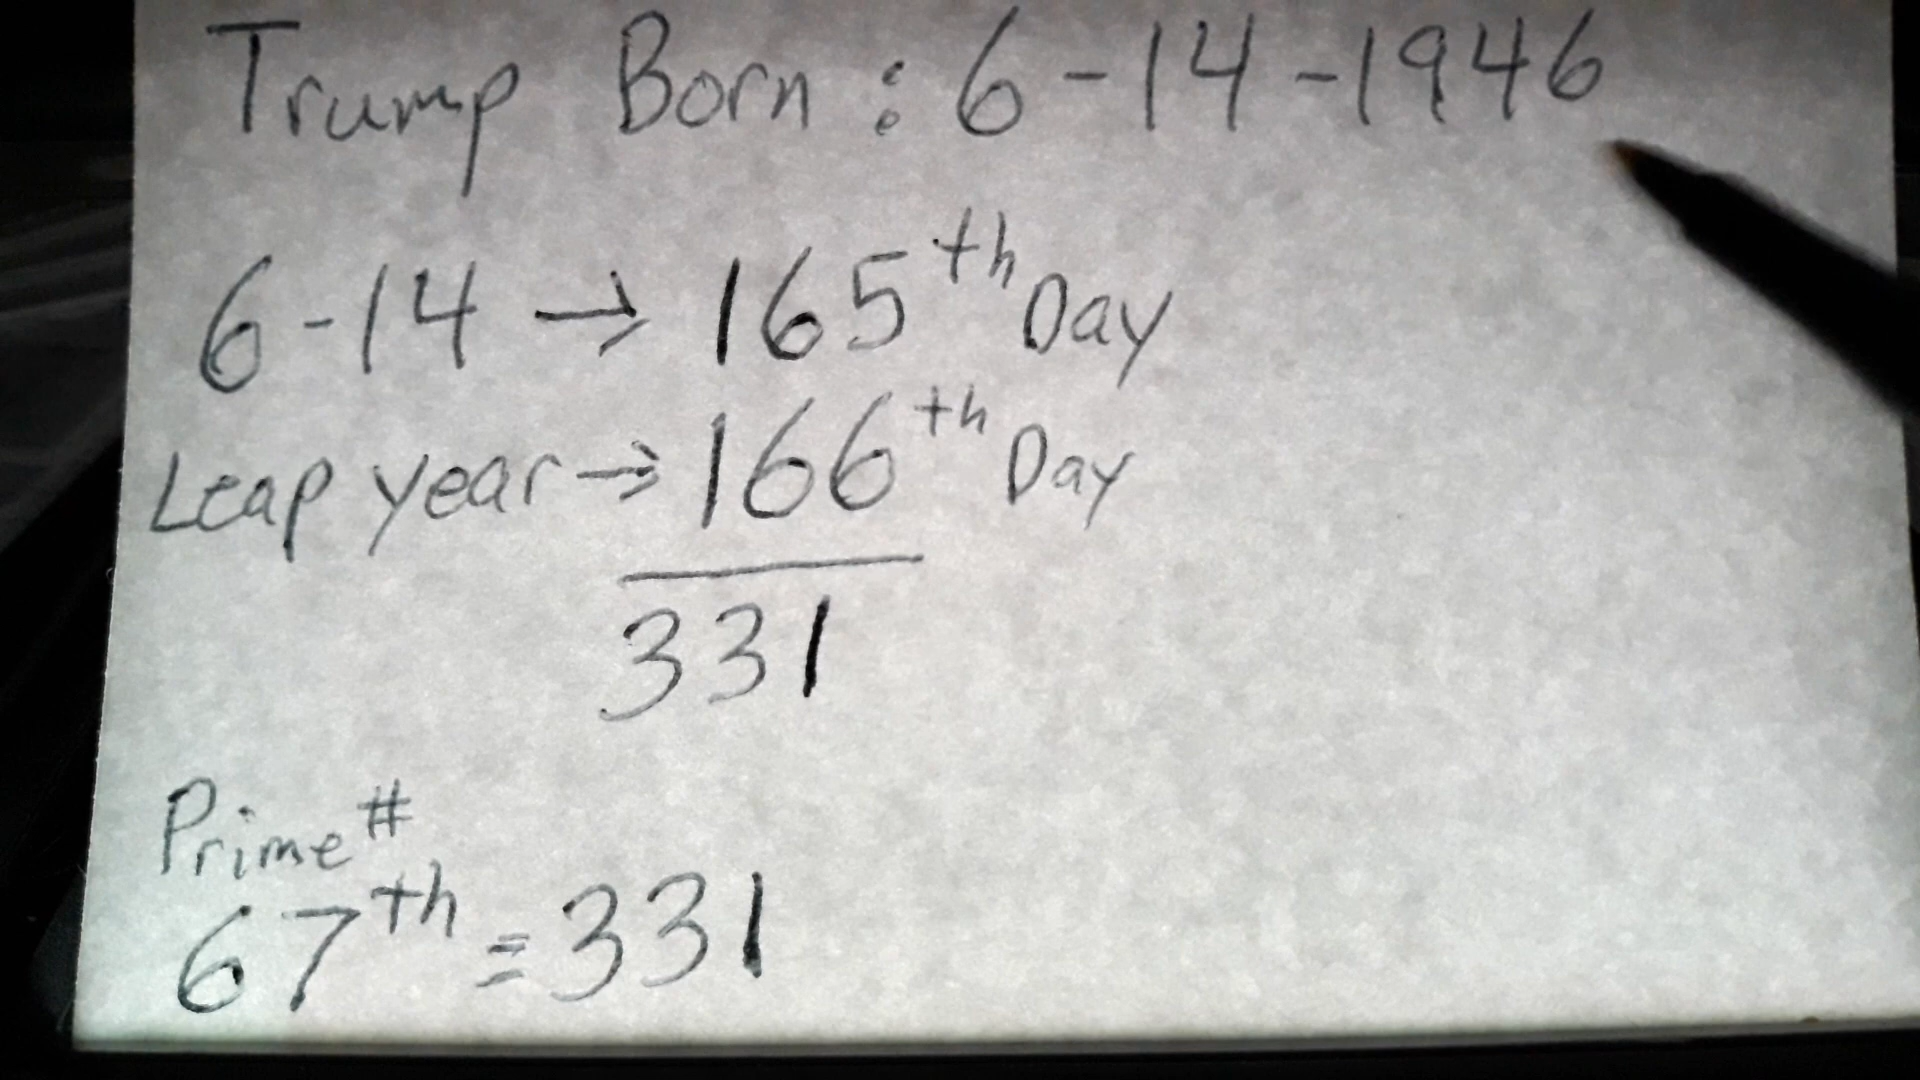 Trump Born: 6-14-1946
6-14 → 165th Day
Leap year → 166th Day
331
Prime #
67th = 331